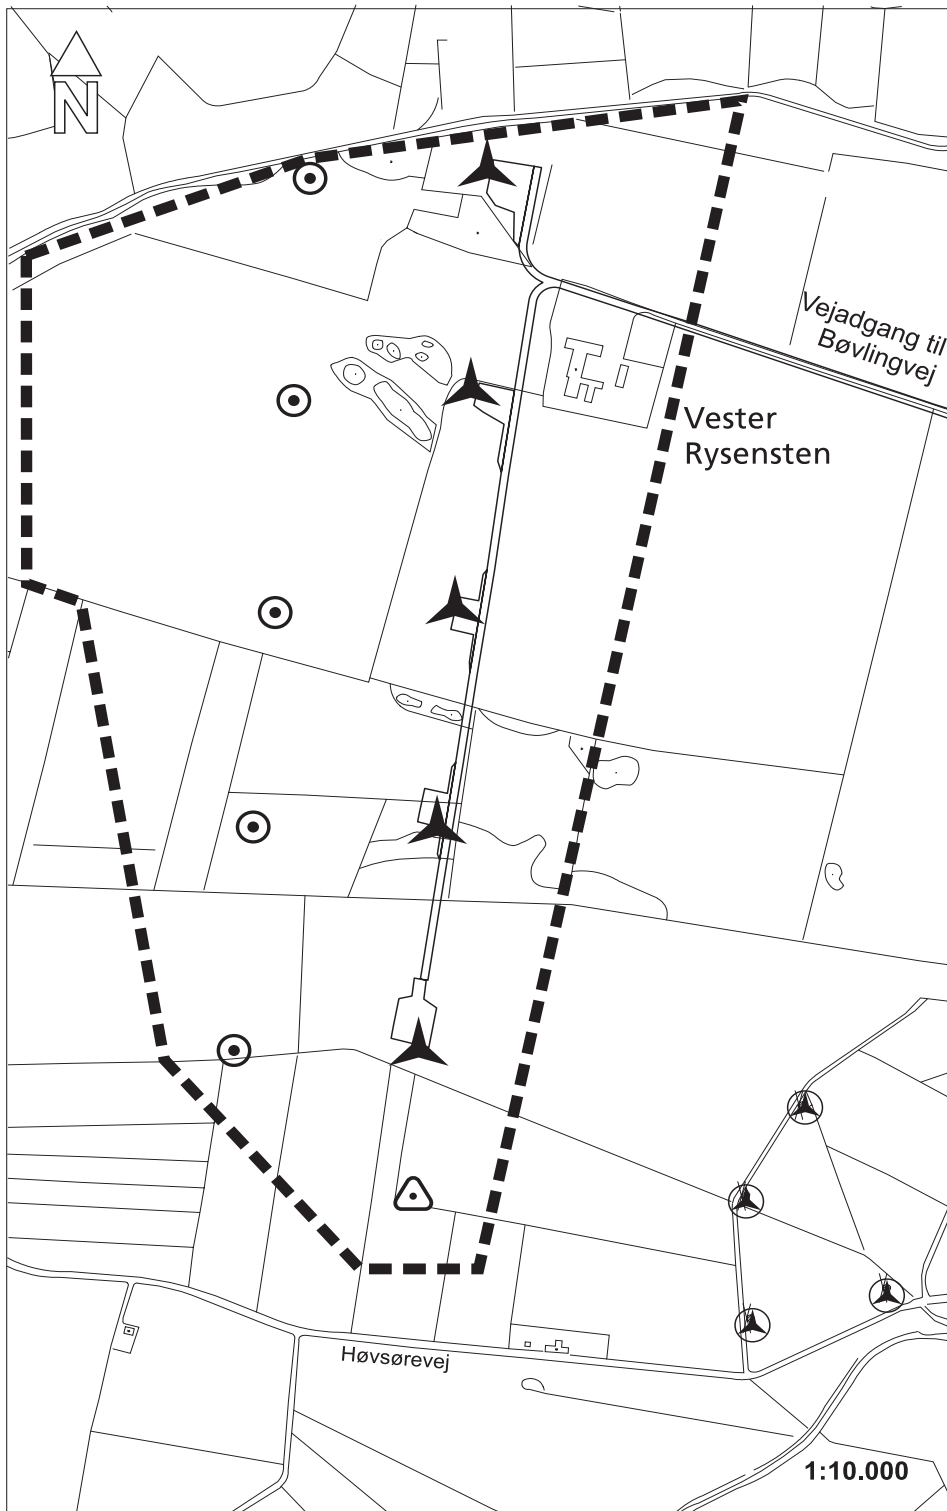 N
Vejadgang til
Bøvlingvej
Vester
Rysensten
Høvsørevej
1:10.000